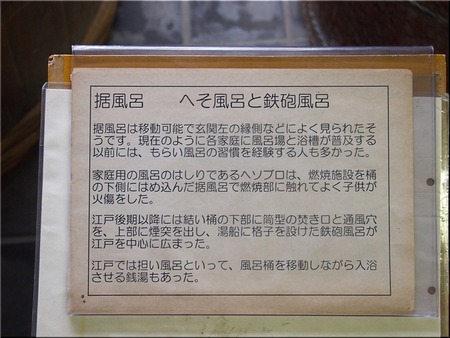 据風呂　　へそ風呂と鉄砲風呂
据風呂は移動可能で玄関左の縁側などによく見られたそ
うです。現在のように各家庭に風呂場と浴槽が普及する
以前には、もらい風呂の習慣を経験する人も多かった。
家庭用の風呂のはしりであるヘソブロは、燃焼施設を桶
の下側にはめ込んだ据風呂で燃焼部に触れてよく子供が
火傷をした。
江戸後期以降には結い桶の下部に筒型の焚き口と通風穴
を、上部に煙突を出し、湯船に格子を設けた鉄砲風呂が
江戸を中心に広まった。
江戸では担い風呂といって、風呂桶を移動しながら入浴
させる銭湯もあった。